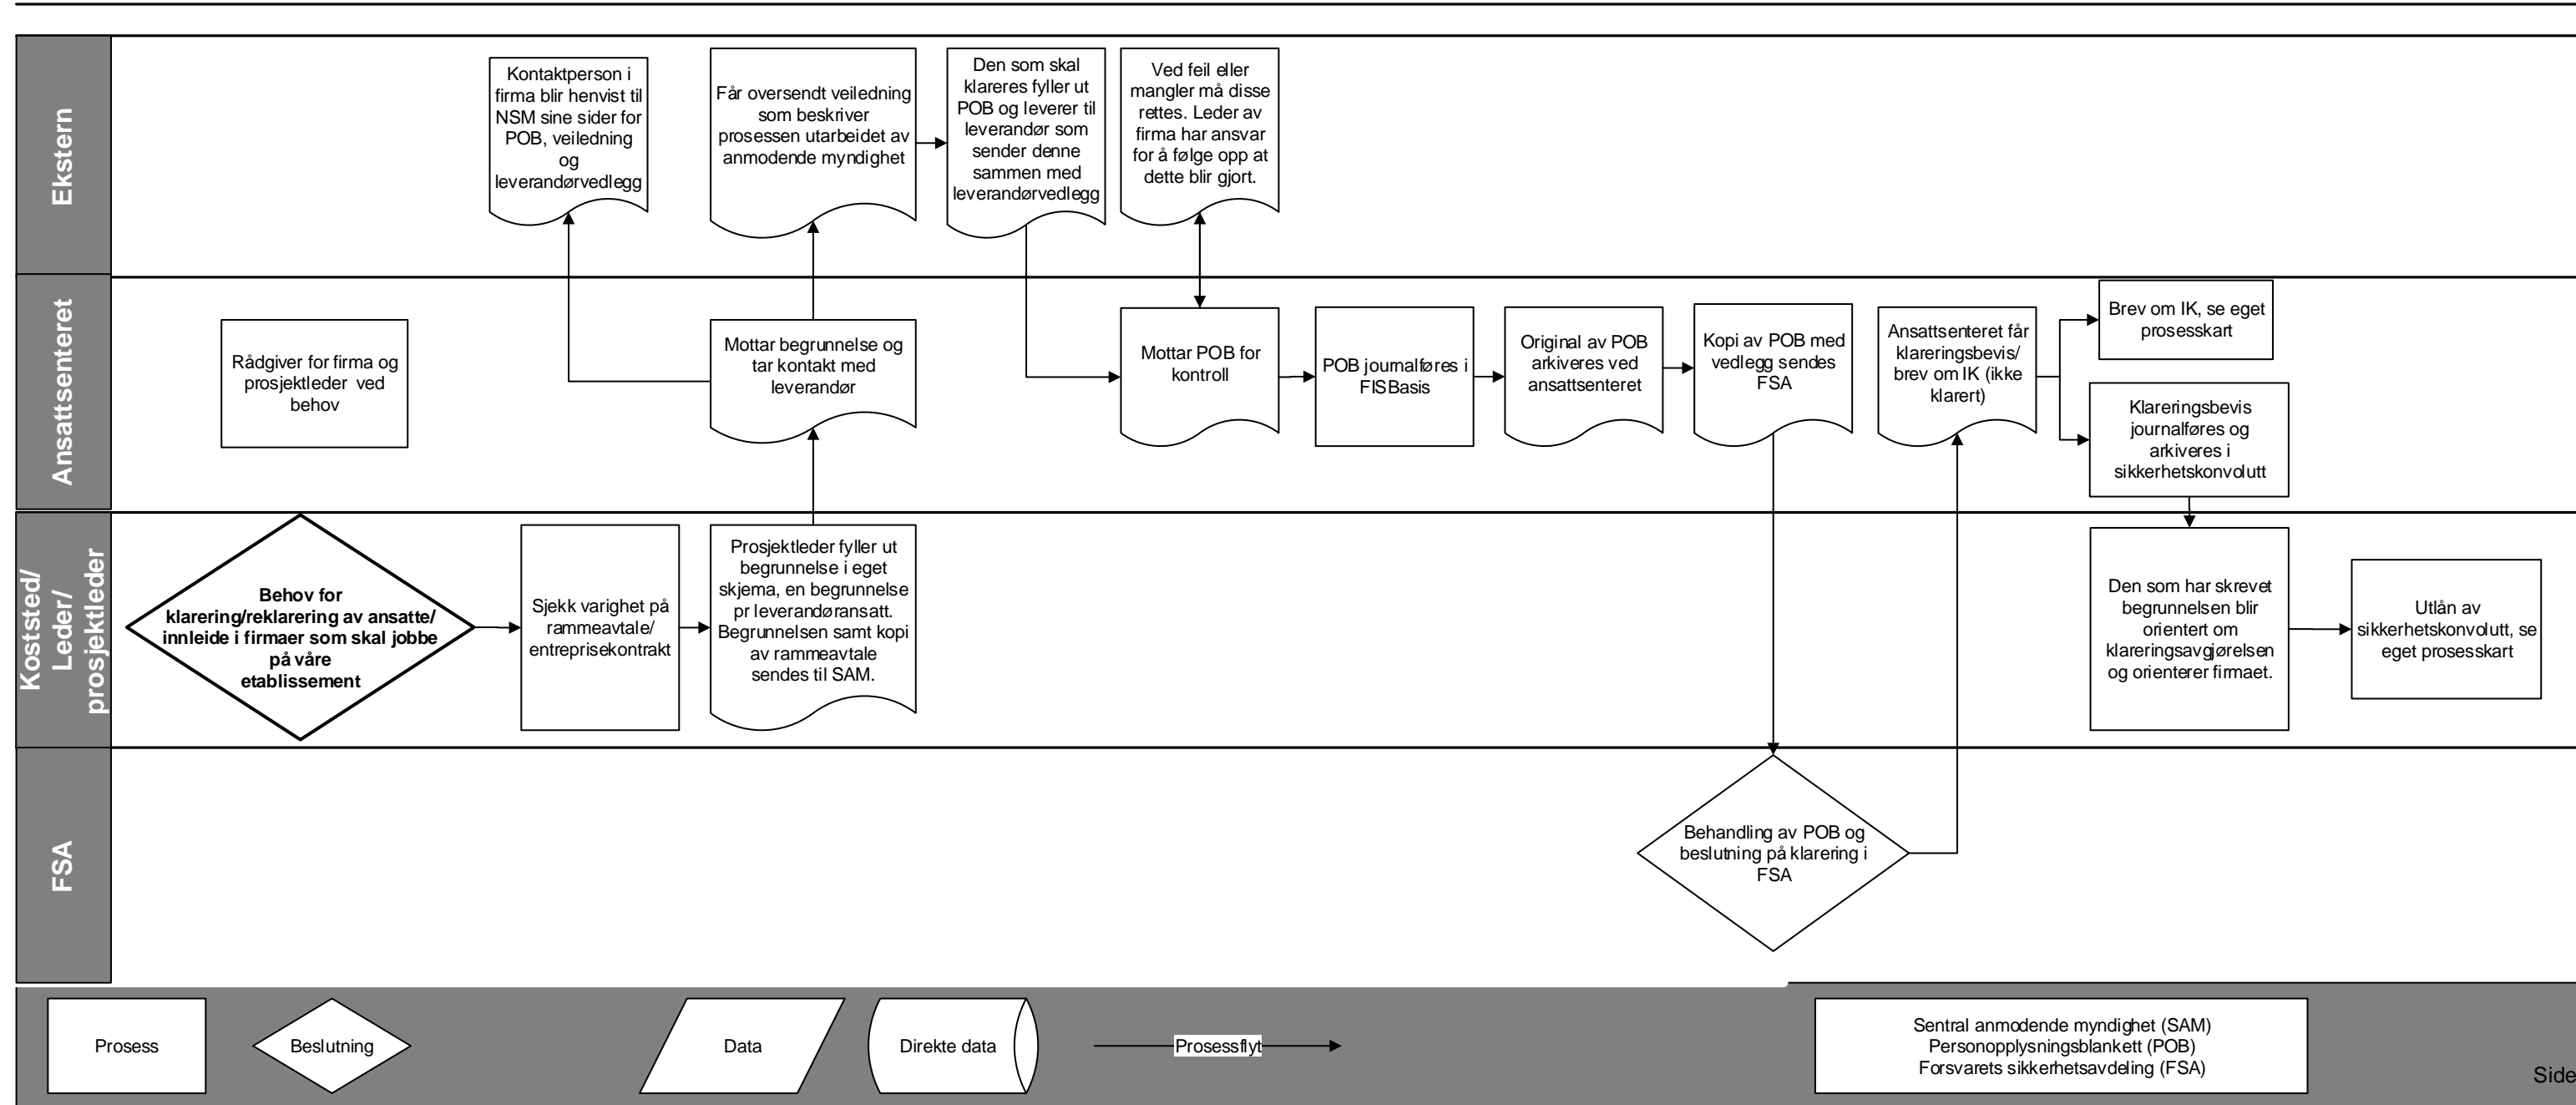 Ekstern
Kontaktperson i
firma blir henvist til
NSM sine sider for
POB, veiledning
og
leverandørvedlegg
Får oversendt veiledning
som beskriver
prosessen utarbeidet av
anmodende myndighet
Den som skal
klareres fyller ut
POB og leverer til
leverandør som
sender denne
sammen med
leverandørvedlegg
Ved feil eller
mangler må disse
rettes. Leder av
firma har ansvar
for å følge opp at
dette blir gjort.
Ansattsenteret
Rådgiver for firma og
prosjektleder ved
behov
Mottar begrunnelse og
tar kontakt med
leverandør
Mottar POB for
kontroll
POB journalføres i
FISBasis
Original av POB
arkiveres ved
ansattsenteret
Kopi av POB med
vedlegg sendes
FSA
Ansattsenteret får
klareringsbevis/
brev om IK (ikke
klarert)
Brev om IK, se eget
prosesskart
Klareringsbevis
journalføres og
arkiveres i
sikkerhetskonvolutt
Koststed/
Leder/
prosjektleder
Behov for
klarering/reklarering av ansatte/
innleide i firmaer som skal jobbe
på våre
etablissement
Sjekk varighet på
rammeavtale/
entreprisekontrakt
Prosjektleder fyller ut
begrunnelse i eget
skjema, en begrunnelse
pr leverandøransatt.
Begrunnelsen samt kopi
av rammeavtale
sendes til SAM.
Den som har skrevet
begrunnelsen blir
orientert om
klareringsavgjørelsen
og orienterer firmaet.
Utlån av
sikkerhetskonvolutt, se
eget prosesskart
FSA
Behandling av POB og
beslutning på klarering i
FSA
Prosess
Beslutning
Data
Direkte data
Prosessflyt
Sentral anmodende myndighet (SAM)
Personopplysningsblankett (POB)
Forsvarets sikkerhetsavdeling (FSA)
Side